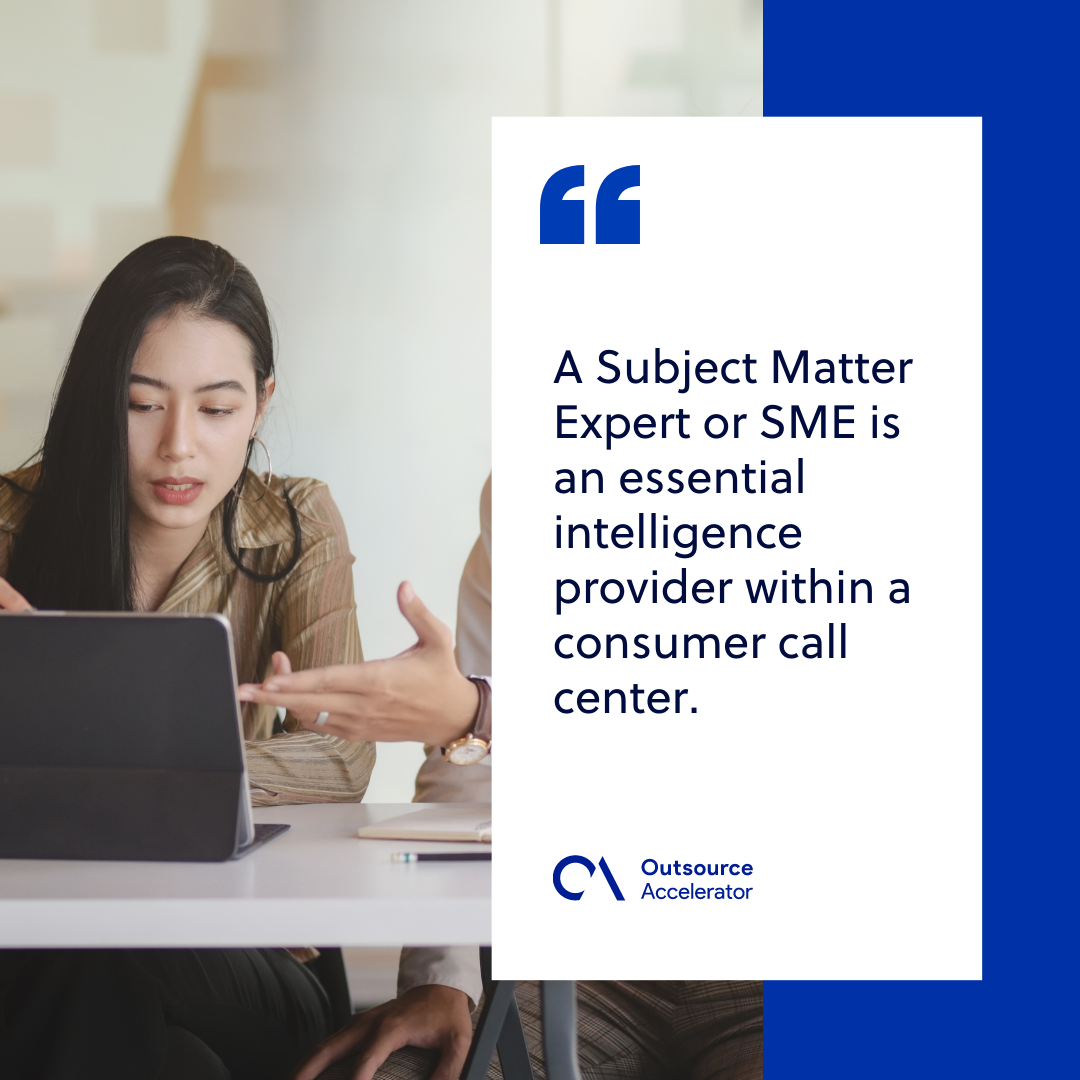 “
A Subject Matter
Expert or SME is
an essential
intelligence
provider within a
consumer call
center.
Outsource
Accelerator